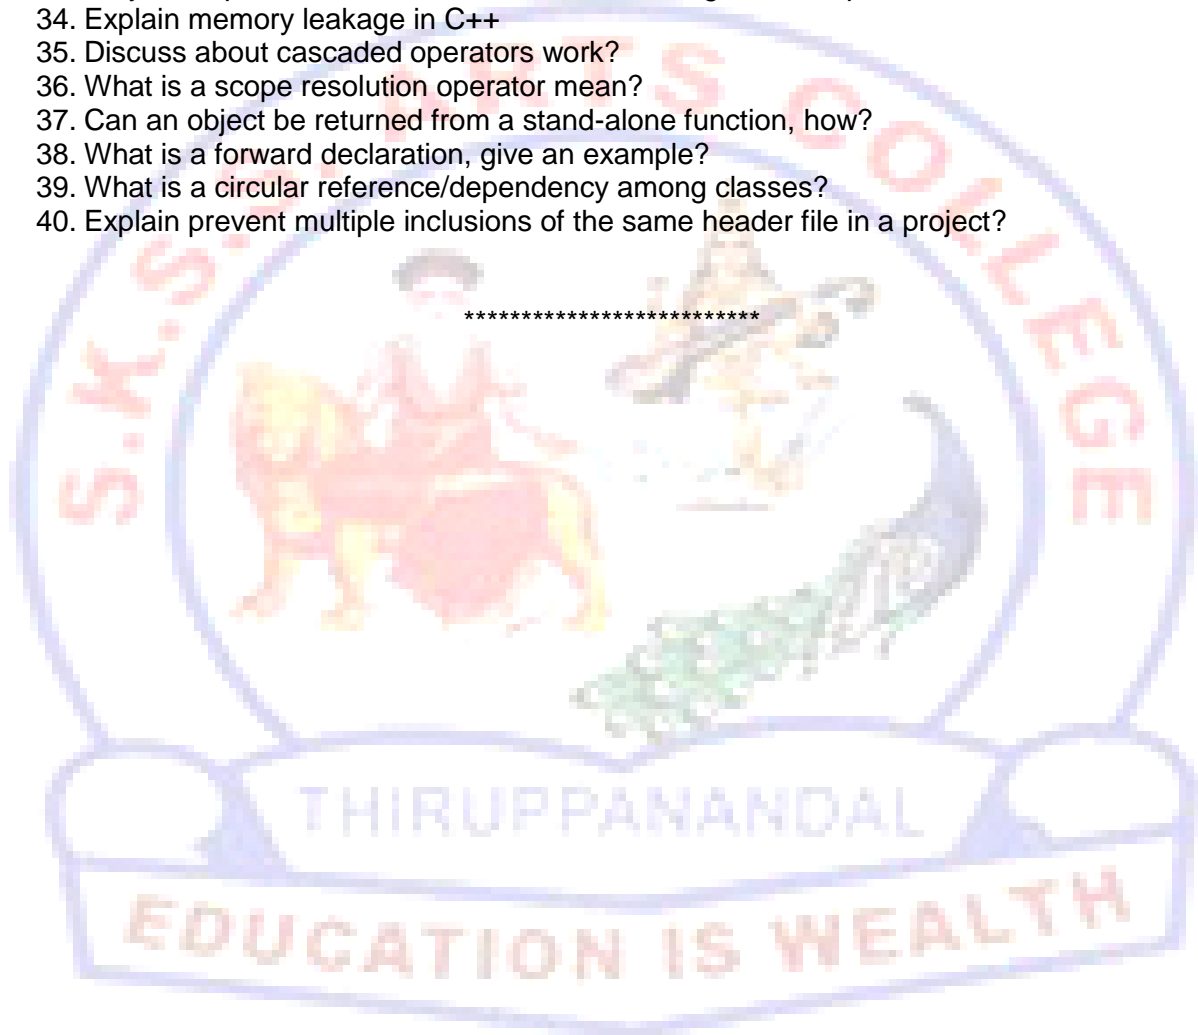 34. Explain memory leakage in C++
35. Discuss about cascaded operators work?
36. What is a scope resolution operator mean?
37. Can an object be returned from a stand-alone function, how?
38. What is a forward declaration, give an example?
39. What is a circular reference/dependency among classes?
40. Explain prevent multiple inclusions of the same header file in a project?
**************************
S.K.S.S. ARTS COLLEGE
THIRUPPANANDAL
EDUCATION IS WEALTH